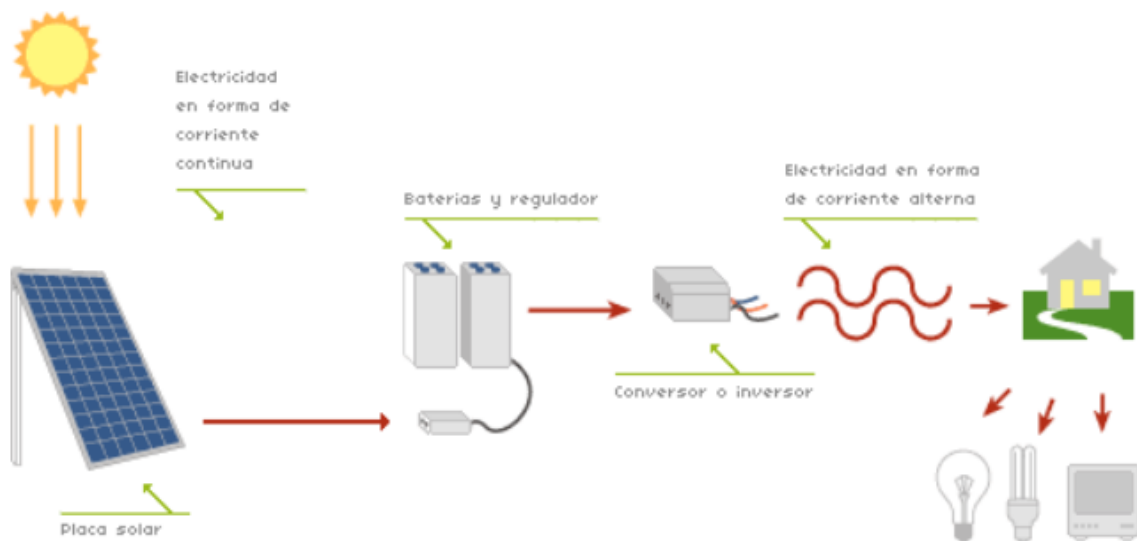 Electricidad
en forma de
corriente
continua
Baterias y regulador
Electricidad en forma
de corriente alterna
Conversor o inversor
Placa solar